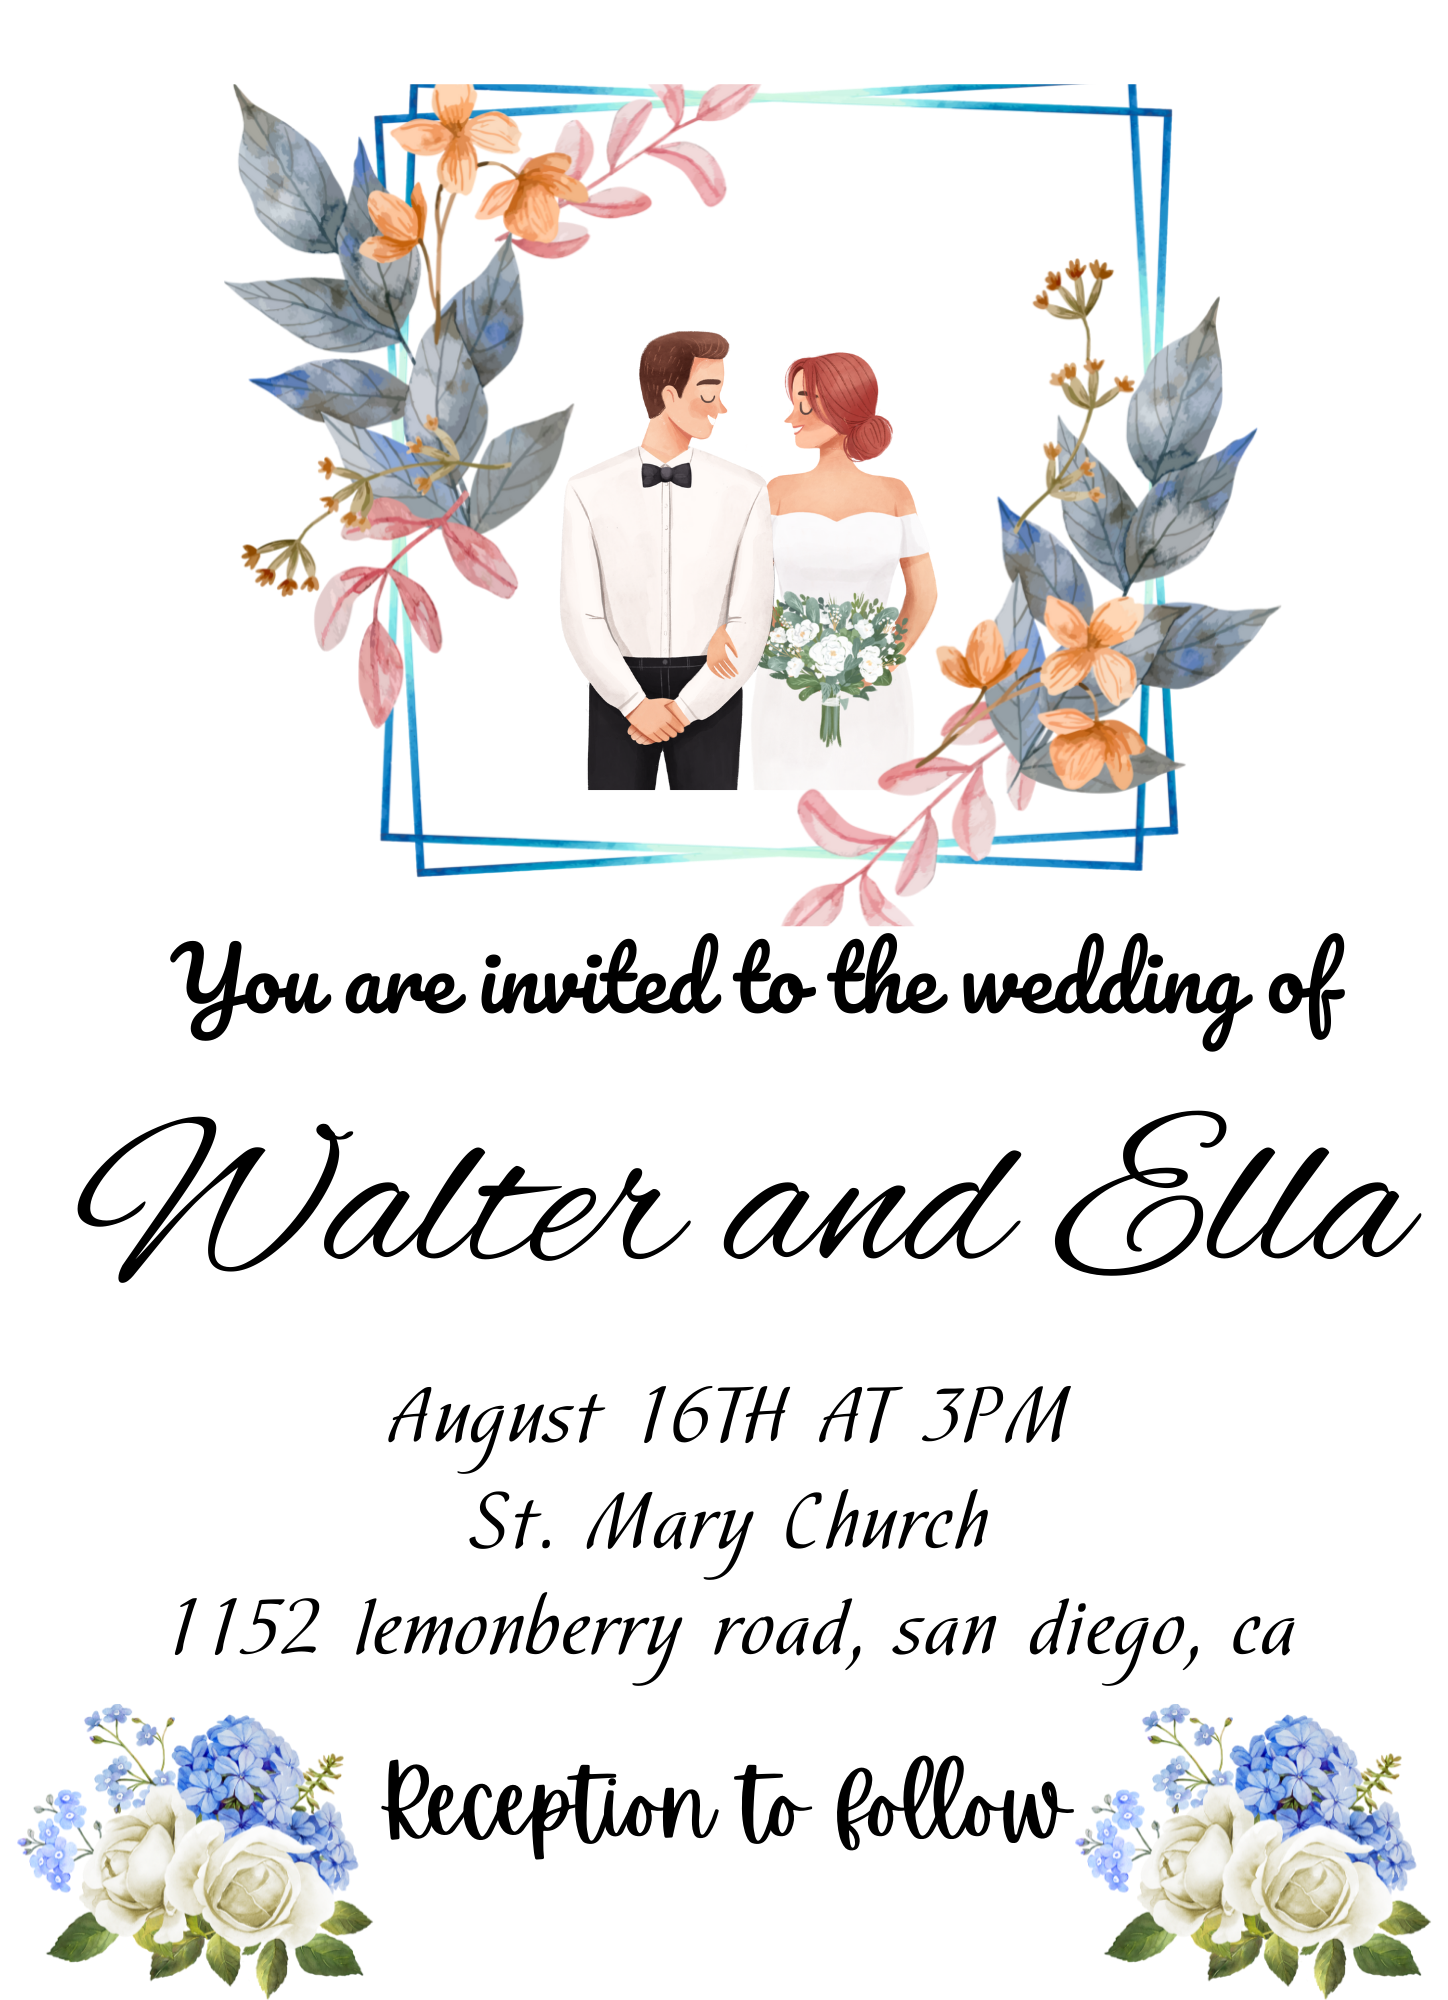 You are invited to the wedding of
Walter and Ella
August 16TH AT 3PM
St. Mary Church
1152 lemonberry road, san diego, ca
Reception to follow